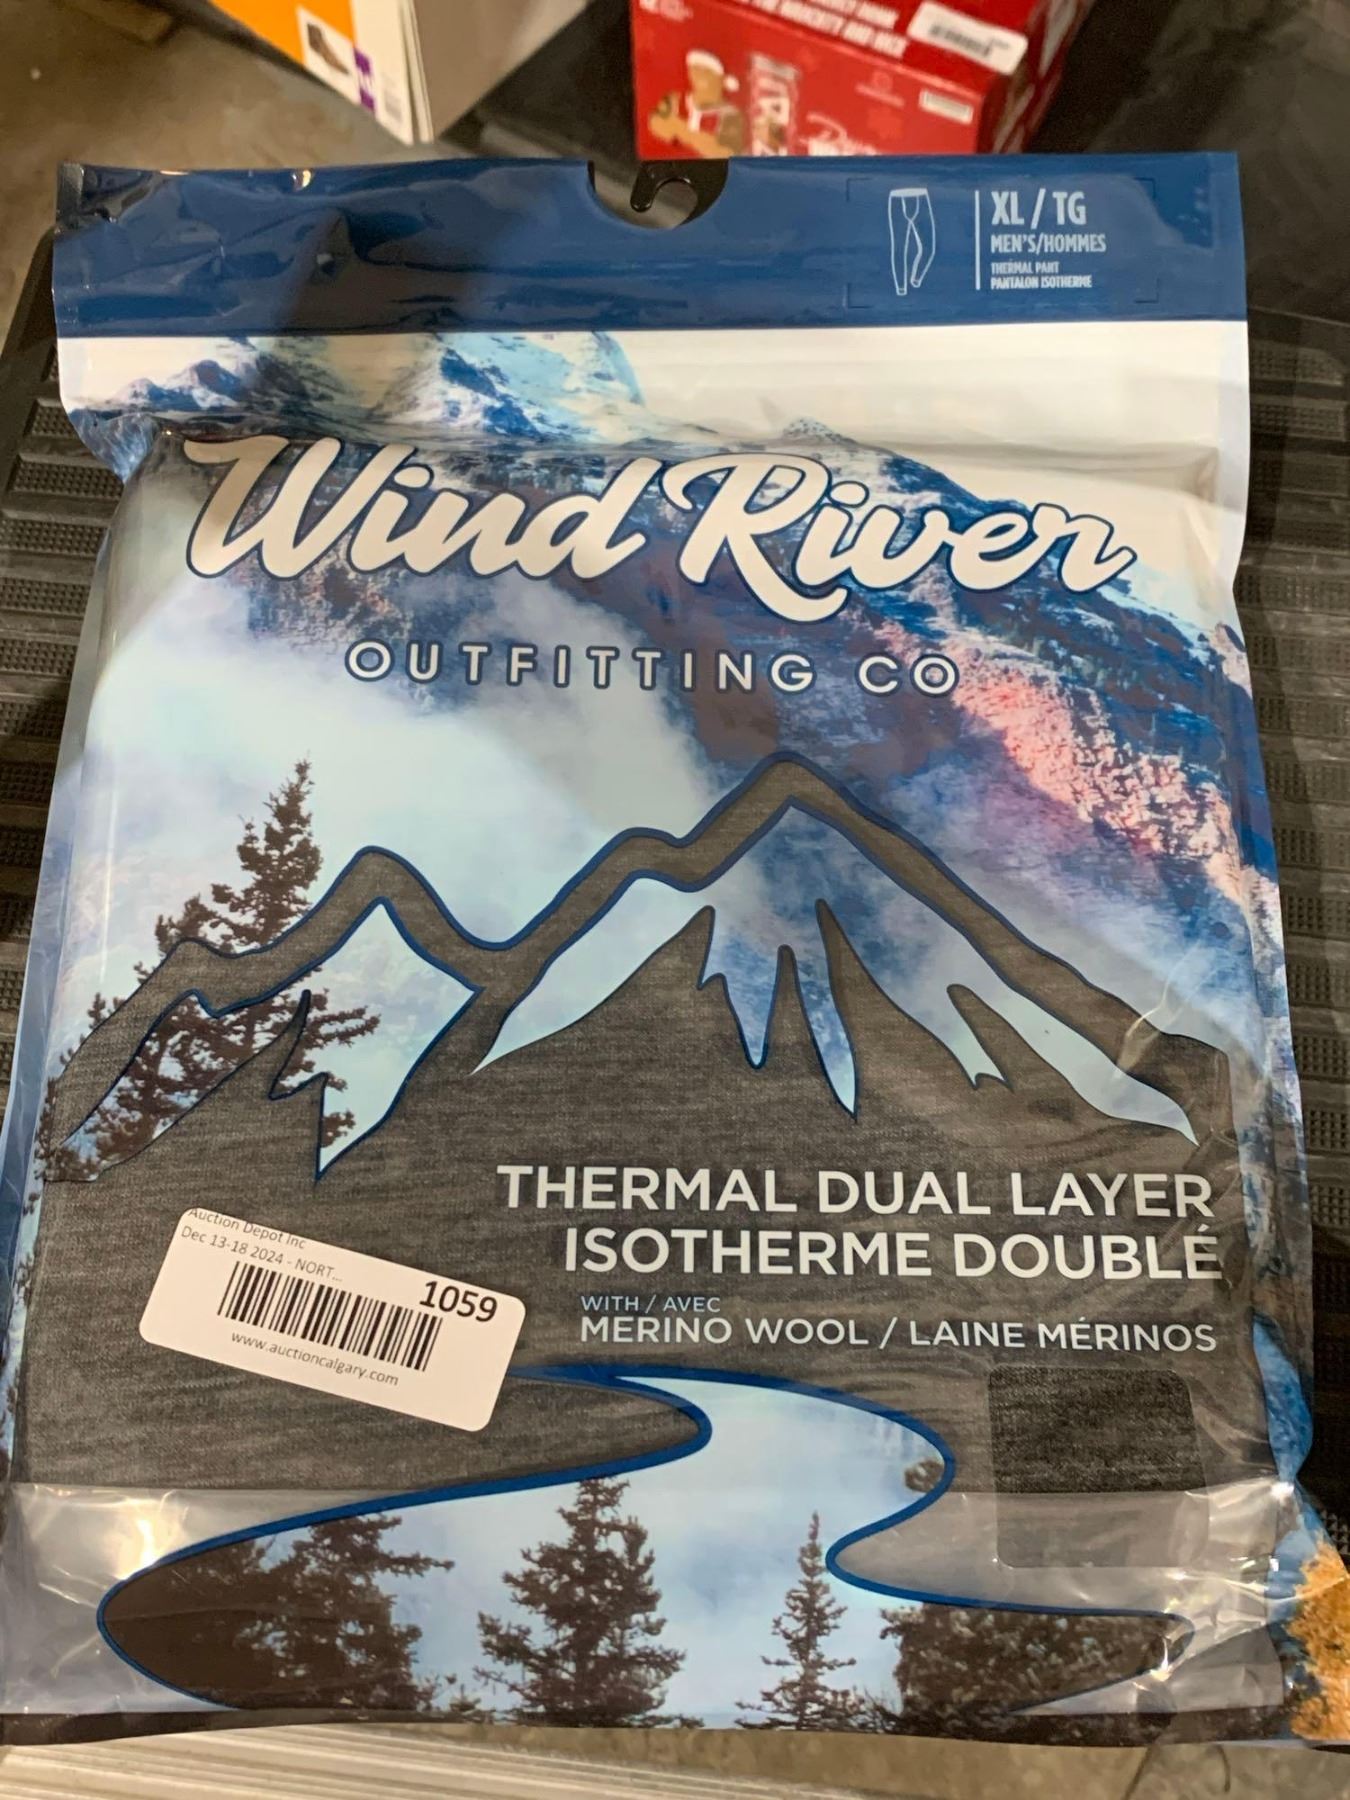 XL / TG
MEN'S/HOMMES
THERMAL PANT
PANTALON ISOTHERME
Wind River
OUTFITTING CO
THERMAL DUAL LAYER
ISOTHERME DOUBLÉ
WITH / AVEC
MERINO WOOL / LAINE MÉRINOS
Auction Depot Inc
Dec 13-18 2024 - NORT...
1059
www.auctioncalgary.com